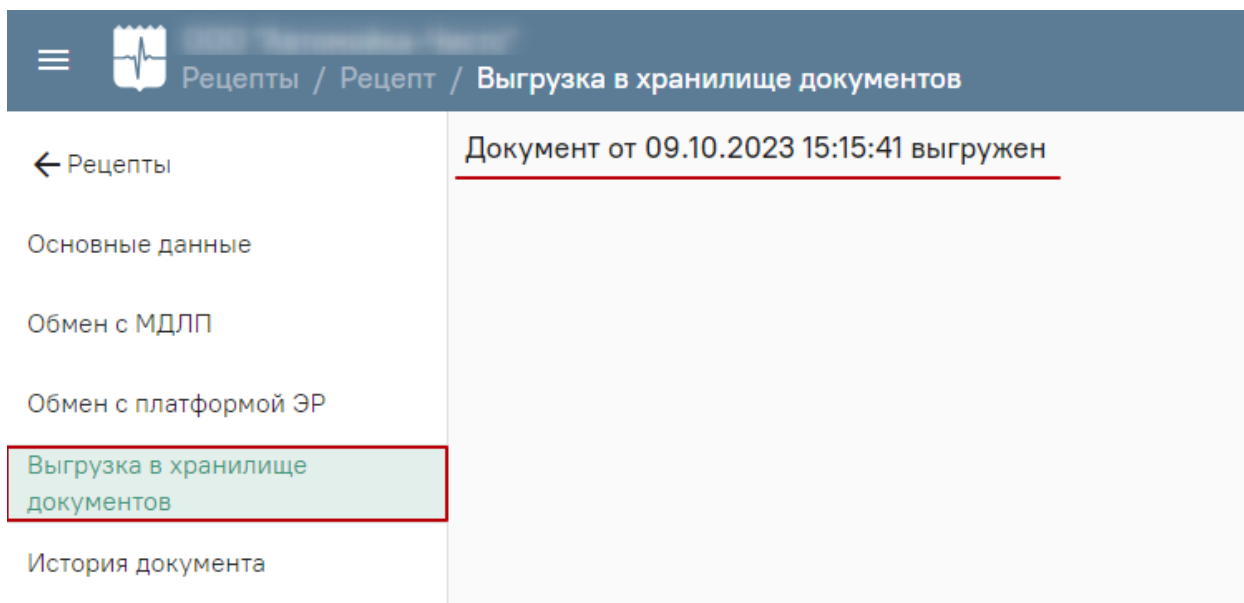 Рецепты / Рецепт / Выгрузка в хранилище документов
Документ от 09.10.2023 15:15:41 выгружен
Рецепты
Основные данные
Обмен с МДЛП
Обмен с платформой ЭР
Выгрузка в хранилище
документов
История документа